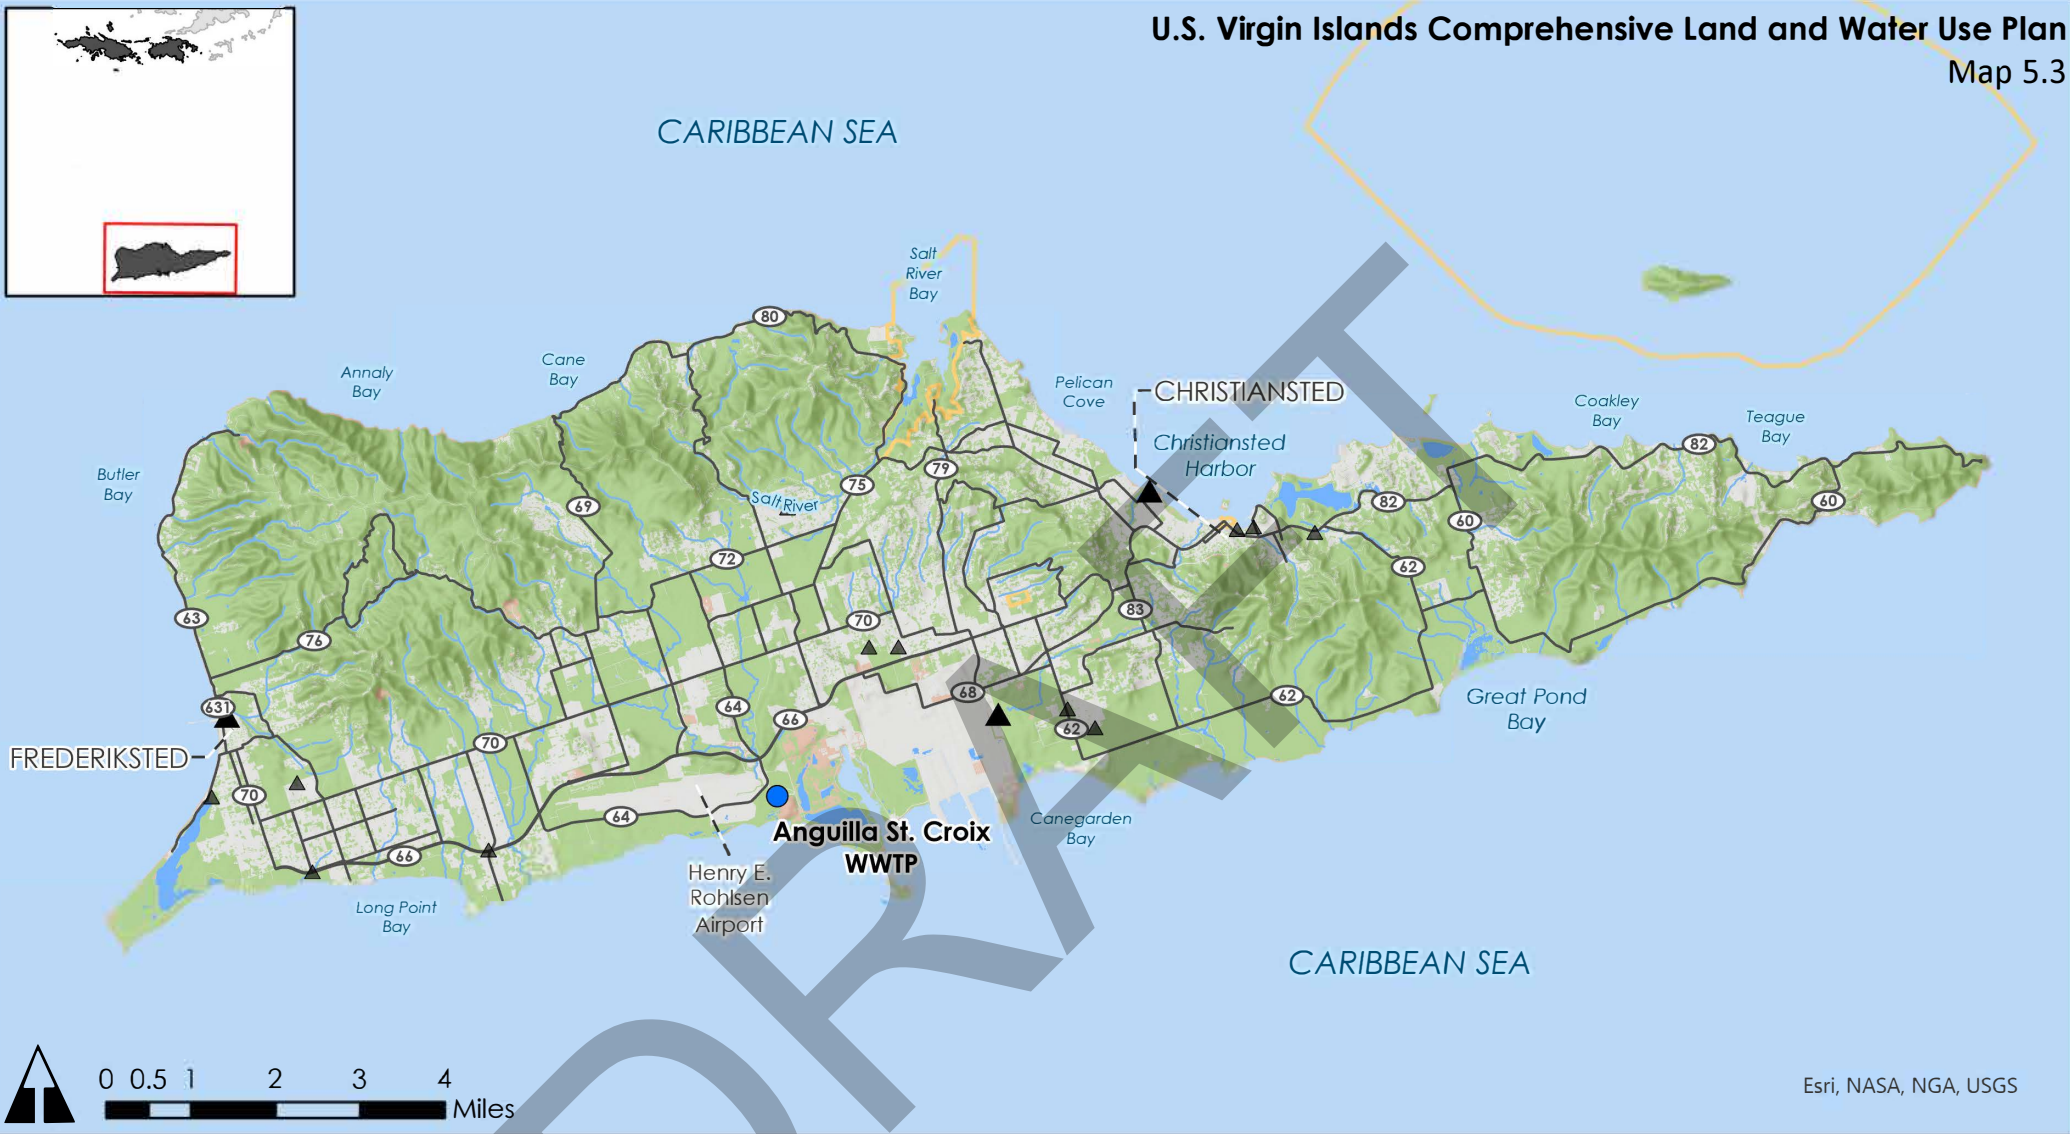 U.S. Virgin Islands Comprehensive Land and Water Use Plan
Map 5.3
CARIBBEAN SEA
Salt
River
Bay
80
Annaly
Bay
Cane
Bay
Pelican
Cove
CHRISTIANSTED
Christiansted
Harbor
Coakley
Bay
Teague
Bay
82
Butler
Bay
79
75
Salt River
69
82
60
60
72
62
63
76
70
83
68
62
Great Pond
Bay
631
64
66
62
70
FREDERIKSTED
70
64
Anguilla St. Croix
WWTP
Canegarden
Bay
66
Henry E.
Rohlsen
Airport
Long Point
Bay
CARIBBEAN SEA
DRAFT
0 0.5 1 2 3 4
Miles
Esri, NASA, NGA, USGS